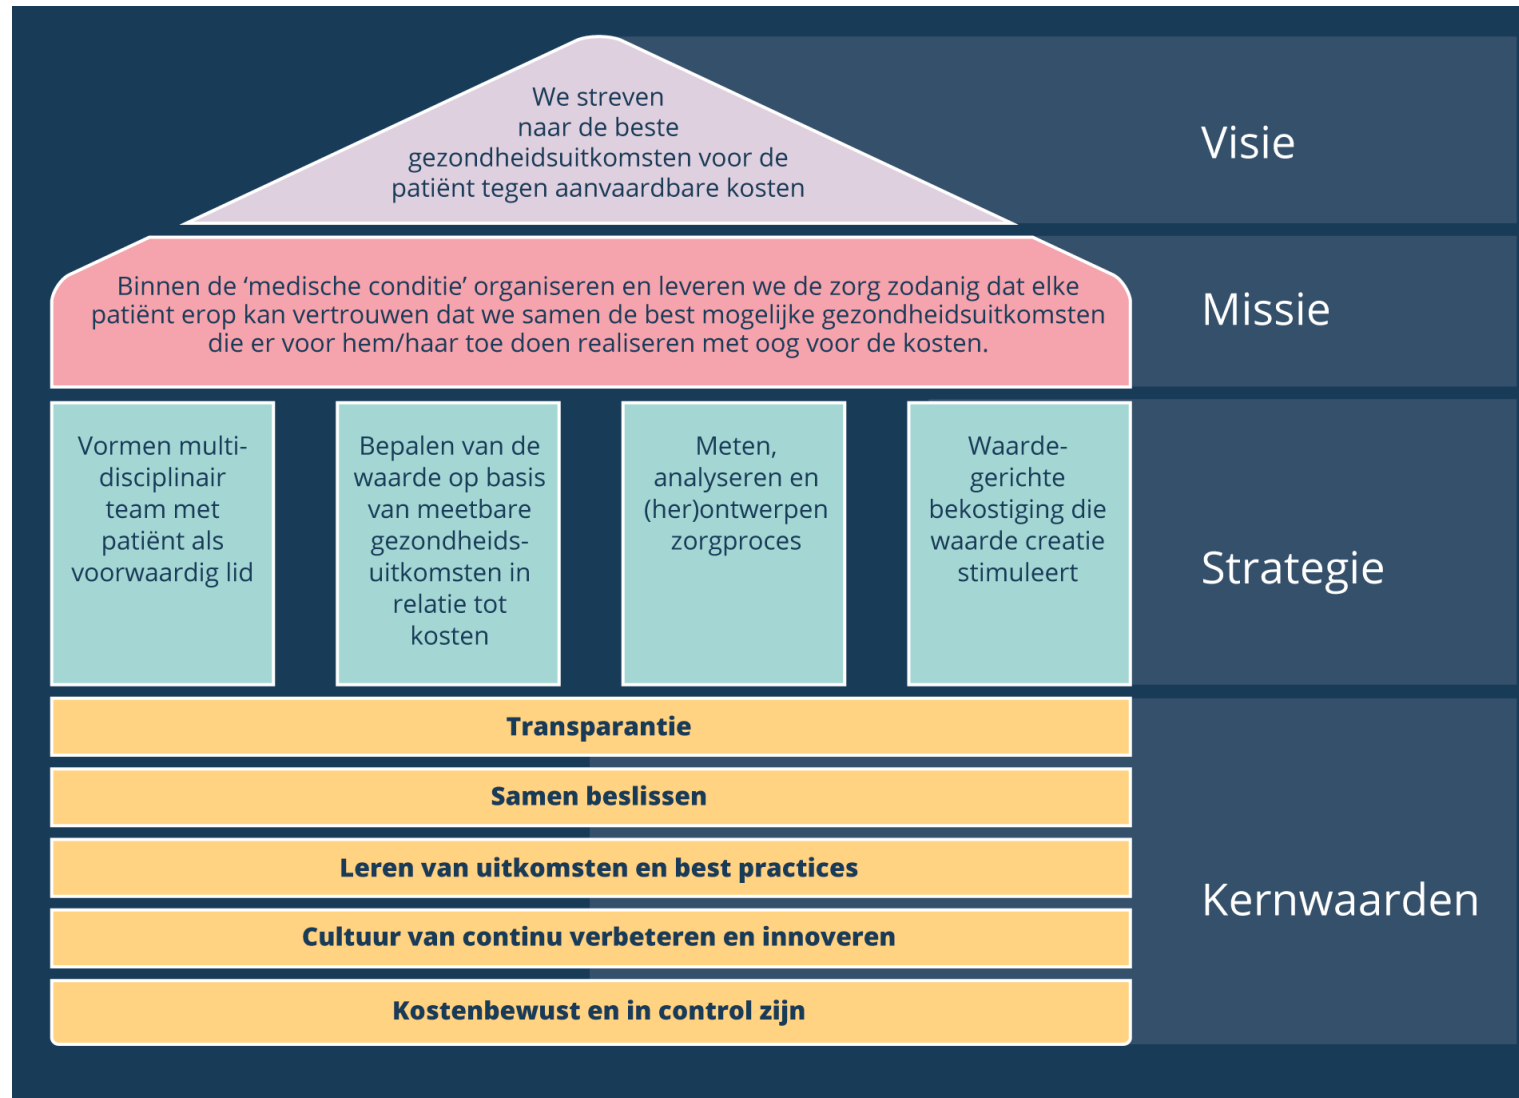 We streven
naar de beste
gezondheidsuitkomsten voor de
patiënt tegen aanvaardbare kosten
Visie
Binnen de ‘medische conditie’ organiseren en leveren we de zorg zodanig dat elke
patiënt erop kan vertrouwen dat we samen de best mogelijke gezondheidsuitkomsten
die er voor hem/haar toe doen realiseren met oog voor de kosten.
Missie
Vormen multi-
disciplinair
team met
patiënt als
voorwaardig lid
Bepalen van de
waarde op basis
van meetbare
gezondheids-
uitkomsten in
relatie tot
kosten
Meten,
analyseren en
(her)ontwerpen
zorgproces
Waarde-
gerichte
bekostiging die
waarde creatie
stimuleert
Strategie
Transparantie
Samen beslissen
Leren van uitkomsten en best practices
Cultuur van continu verbeteren en innoveren
Kostenbewust en in control zijn
Kernwaarden